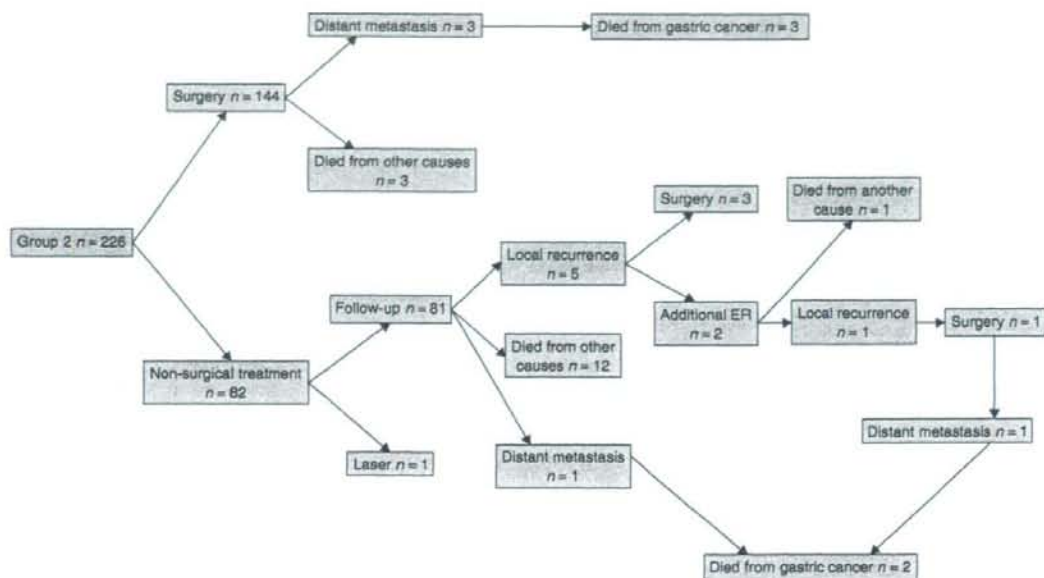 Distant metastasis n = 3
Died from gastric cancer n = 3
Surgery n = 144
Died from other causes
n = 3
Surgery n = 3
Died from another
cause n = 1
Group 2 n = 226
Local recurrence
n = 5
Follow-up n = 81
Additional ER
n = 2
Local recurrence
n = 1
Surgery n = 1
Died from other
causes n = 12
Non-surgical treatment
n = 82
Distant metastasis n = 1
Laser n = 1
Distant metastasis
n = 1
Died from gastric cancer n = 2